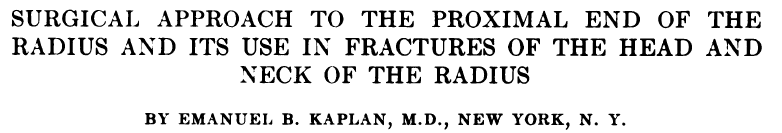 SURGICAL APPROACH TO THE PROXIMAL END OF THE
RADIUS AND ITS USE IN FRACTURES OF THE HEAD AND
NECK OF THE RADIUS
BY EMANUEL B. KAPLAN, M.D., NEW YORK, N. Y.